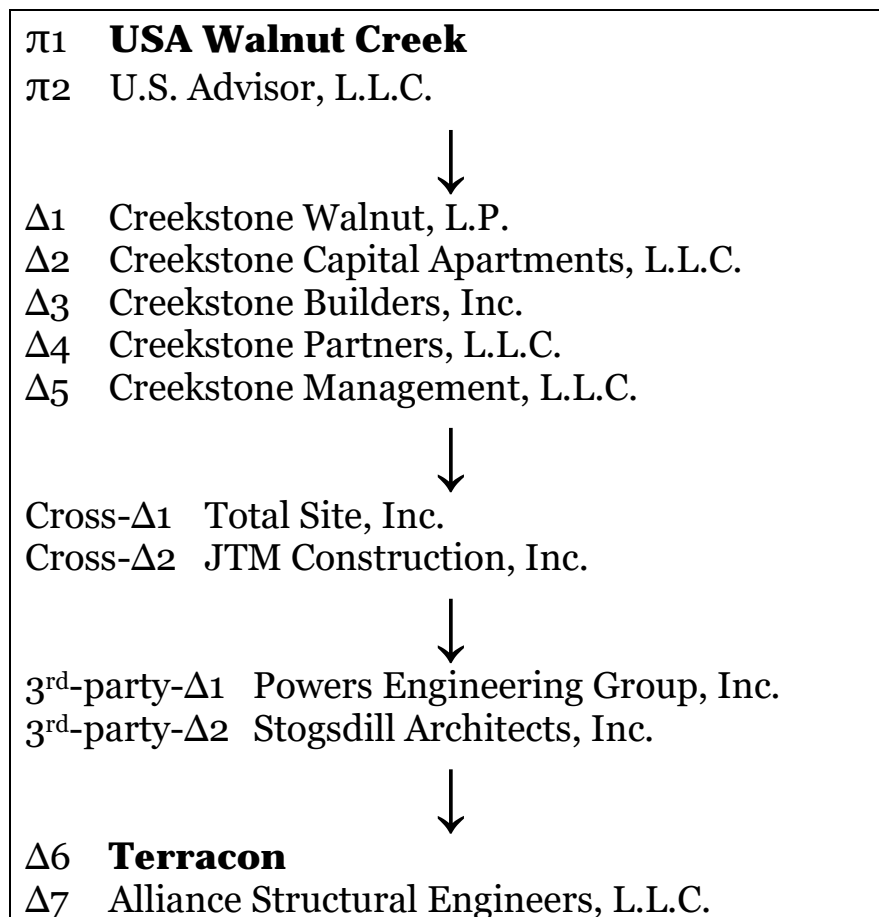 π1 USA Walnut Creek
π2 U.S. Advisor, L.L.C.
↓
Δ1 Creekstone Walnut, L.P.
Δ2 Creekstone Capital Apartments, L.L.C.
Δ3 Creekstone Builders, Inc.
Δ4 Creekstone Partners, L.L.C.
Δ5 Creekstone Management, L.L.C.
↓
Cross-Δ1 Total Site, Inc.
Cross-Δ2 JTM Construction, Inc.
↓
3rd-party-Δ1 Powers Engineering Group, Inc.
3rd-party-Δ2 Stogsdill Architects, Inc.
↓
Δ6 Terracon
Δ7 Alliance Structural Engineers, L.L.C.